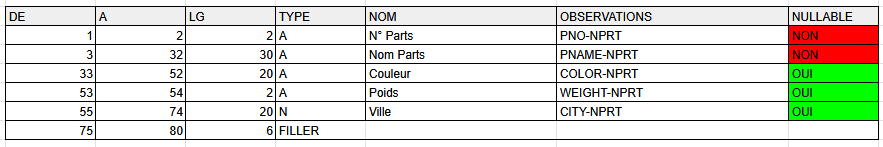 DE A LG TYPE NOM OBSERVATIONS NULLABLE
1 2 2 A N° Parts PNO-NPRT NON
3 32 30 A Nom Parts PNAME-NPRT NON
33 52 20 A Couleur COLOR-NPRT OUI
53 54 2 A Poids WEIGHT-NPRT OUI
55 74 20 N Ville CITY-NPRT OUI
75 80 6 FILLER